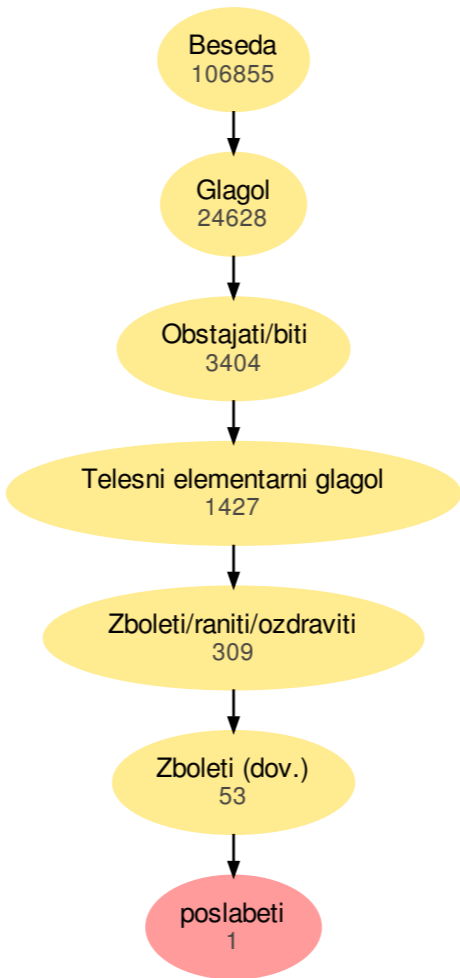 Beseda
106855
Glagol
24628
Obstajati/biti
3404
Telesni elementarni glagol
1427
Zboleti/raniti/ozdraviti
309
Zboleti (dov.)
53
poslabeti
1